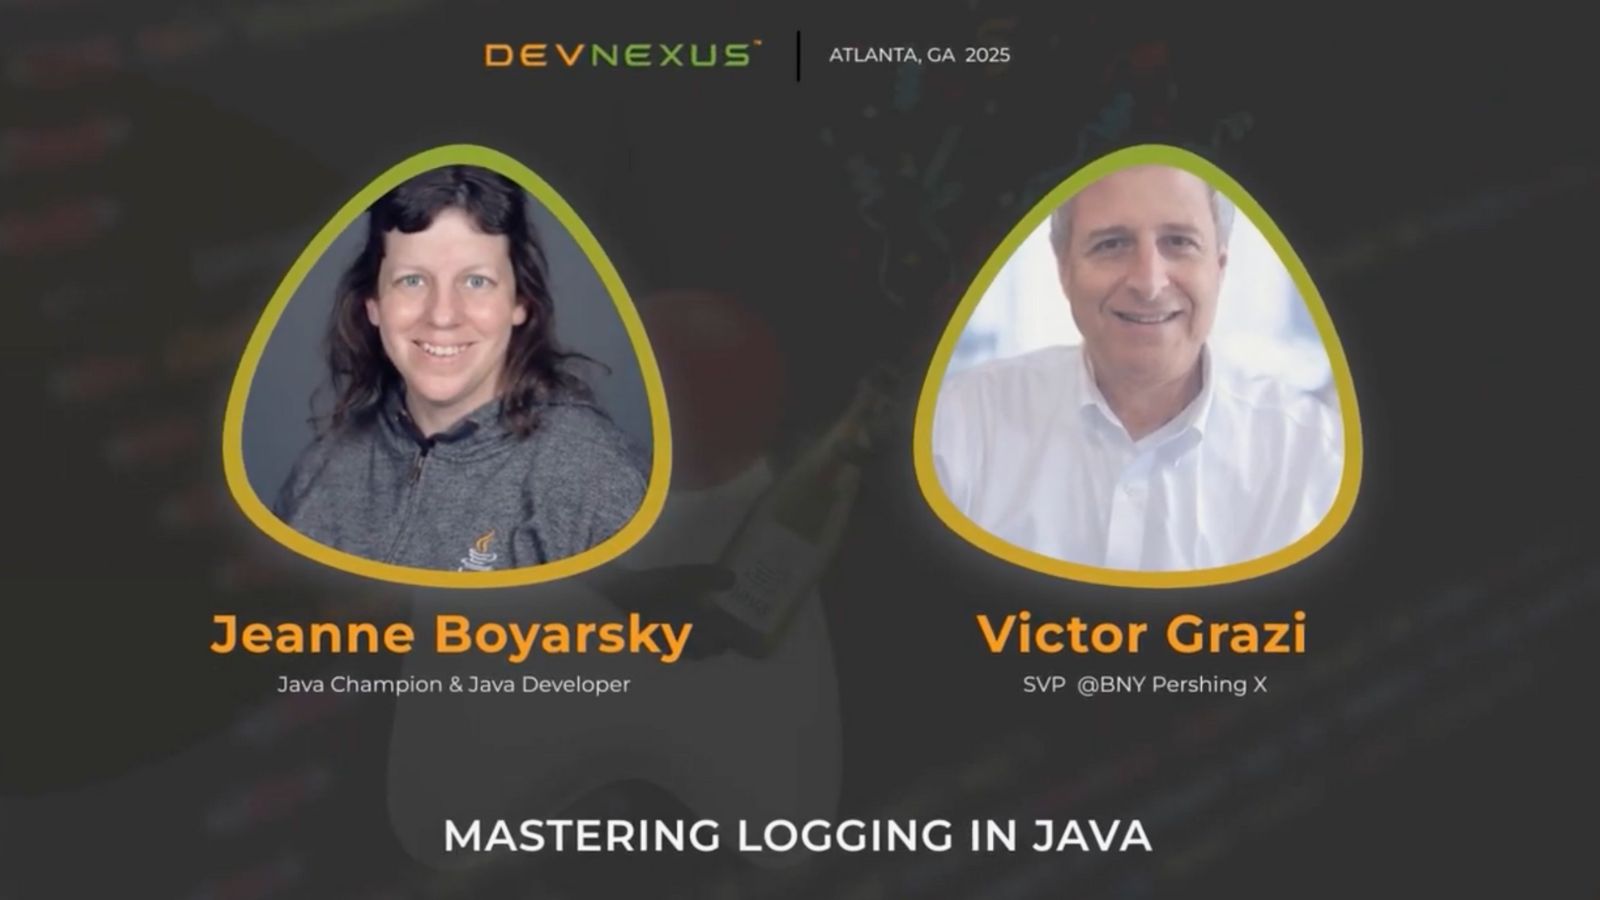 DEVNEXUS™ | ATLANTA, GA 2025
Jeanne Boyarsky
Java Champion & Java Developer
Victor Grazi
SVP @BNY Pershing X
MASTERING LOGGING IN JAVA